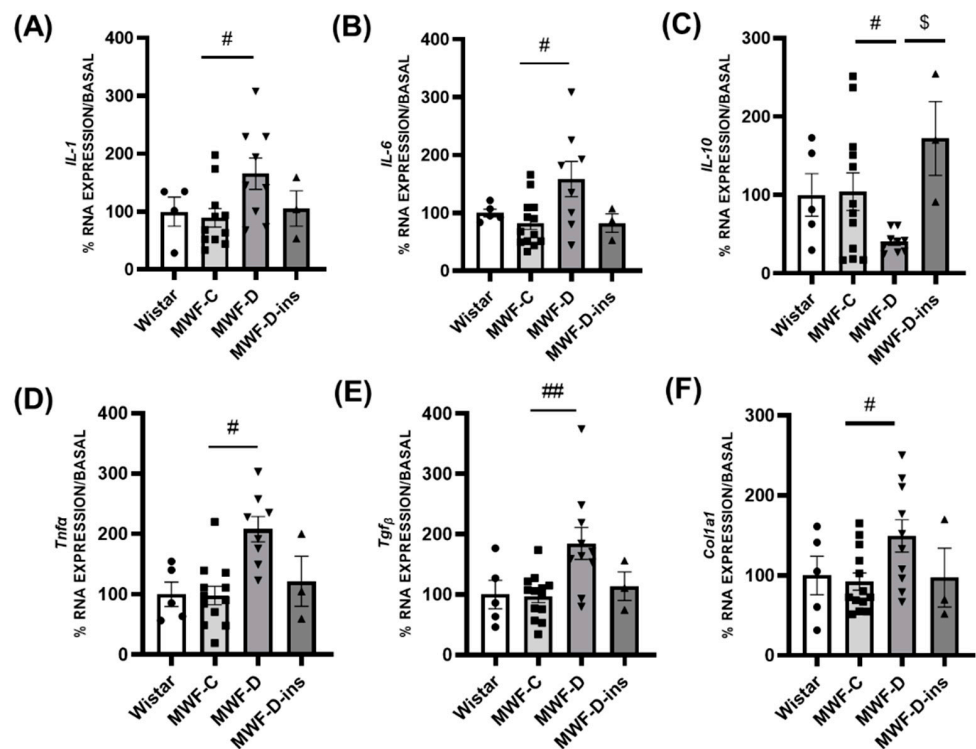 (A)
IL-1
% RNA EXPRESSION/BASAL
400
300
200
100
0
#
Wistar
MWF-C
MWF-D
MWF-D-ins
(B)
IL-6
% RNA EXPRESSION/BASAL
400
300
200
100
0
#
Wistar
MWF-C
MWF-D
MWF-D-ins
(C)
IL-10
% RNA EXPRESSION/BASAL
300
200
100
0
#
$
Wistar
MWF-C
MWF-D
MWF-D-ins
(D)
Tnfα
% RNA EXPRESSION/BASAL
400
300
200
100
0
#
Wistar
MWF-C
MWF-D
MWF-D-ins
(E)
Tgfβ
% RNA EXPRESSION/BASAL
400
300
200
100
0
##
Wistar
MWF-C
MWF-D
MWF-D-ins
(F)
Col1a1
% RNA EXPRESSION/BASAL
300
200
100
0
#
Wistar
MWF-C
MWF-D
MWF-D-ins